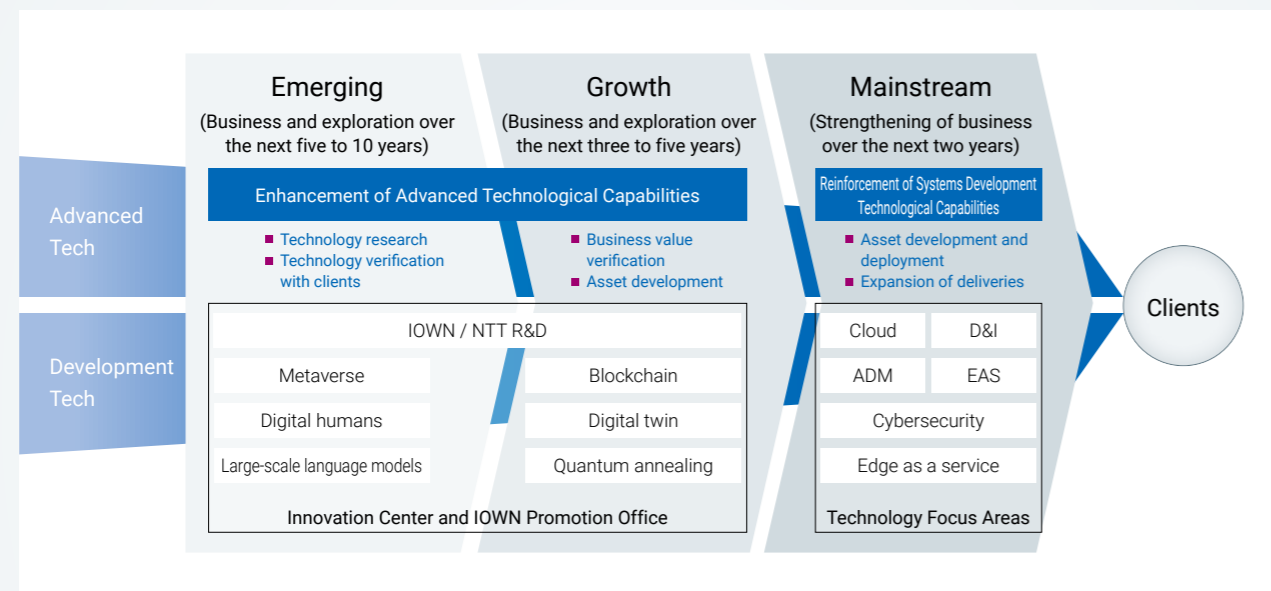 Emerging
(Business and exploration over
the next five to 10 years)
Growth
(Business and exploration over
the next three to five years)
Mainstream
(Strengthening of business
over the next two years)
Advanced
Tech
Enhancement of Advanced Technological Capabilities
Reinforcement of Systems Development
Technological Capabilities
Technology research
Technology verification
with clients
Business value
verification
Asset development
Asset development and
deployment
Expansion of deliveries
Clients
Development
Tech
IOWN / NTT R&D
Metaverse
Digital humans
Large-scale language models
Blockchain
Digital twin
Quantum annealing
Innovation Center and IOWN Promotion Office
Cloud
D&I
ADM
EAS
Cybersecurity
Edge as a service
Technology Focus Areas